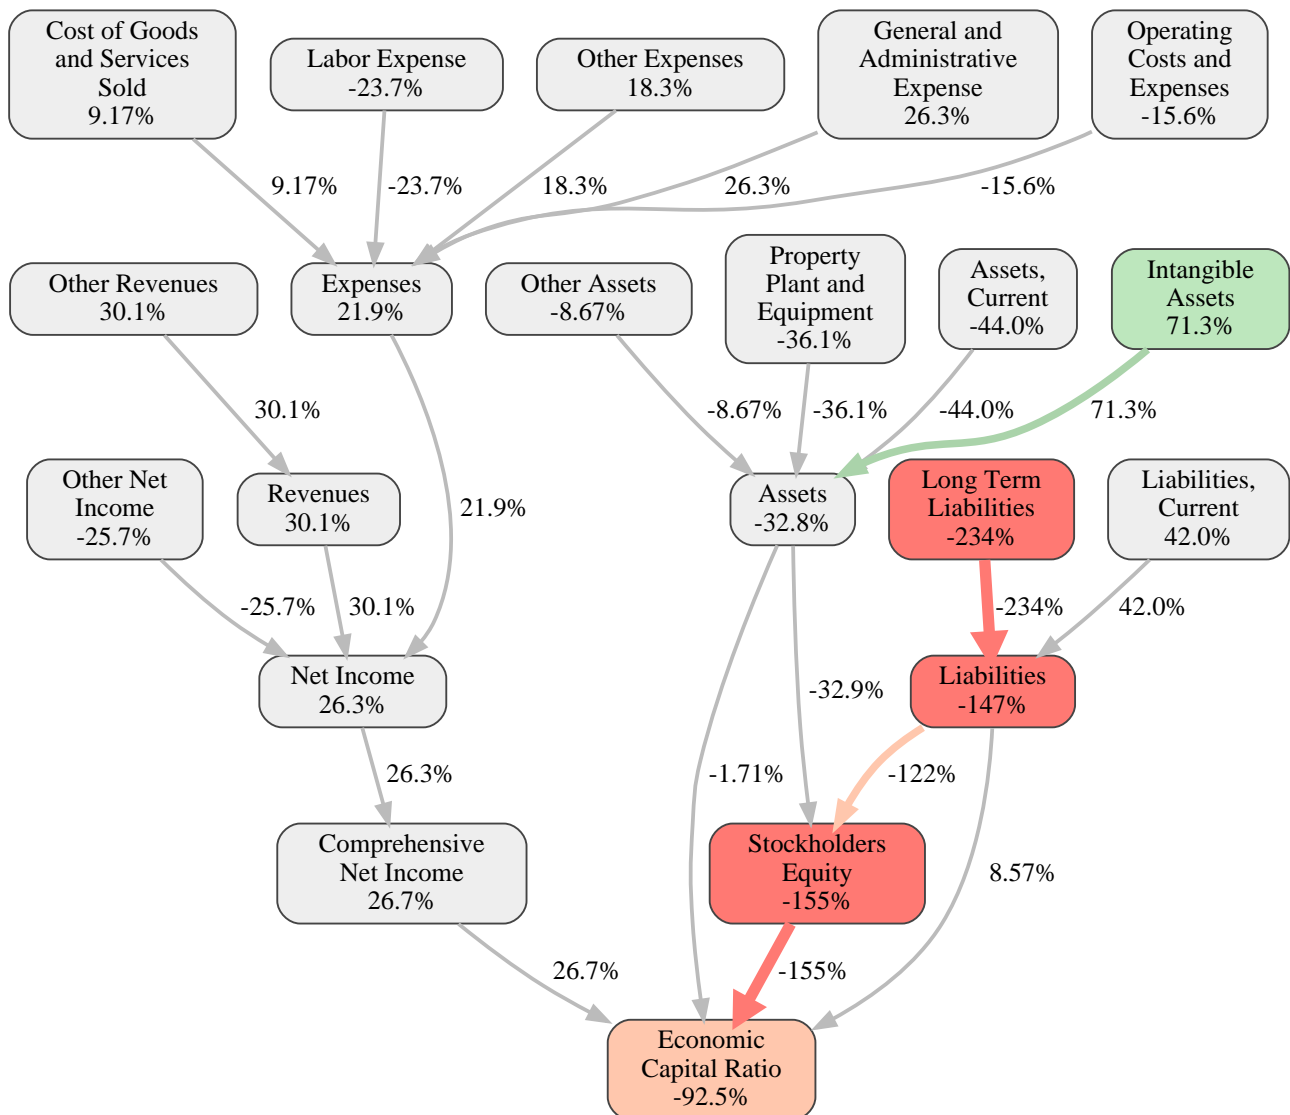 Cost of Goods
and Services
Sold
9.17%
Labor Expense
-23.7%
Other Expenses
18.3%
General and
Administrative
Expense
26.3%
Operating
Costs and
Expenses
-15.6%
9.17%
-23.7%
18.3%
26.3%
-15.6%
Other Revenues
30.1%
Expenses
21.9%
Other Assets
-8.67%
Property
Plant and
Equipment
-36.1%
Assets,
Current
-44.0%
Intangible
Assets
71.3%
30.1%
-8.67%
-36.1%
-44.0%
71.3%
Other Net
Income
-25.7%
Revenues
30.1%
21.9%
Assets
-32.8%
Long Term
Liabilities
-234%
Liabilities,
Current
42.0%
-25.7%
30.1%
-234%
42.0%
Net Income
26.3%
-32.9%
Liabilities
-147%
26.3%
-1.71%
-122%
Comprehensive
Net Income
26.7%
Stockholders
Equity
-155%
8.57%
26.7%
-155%
Economic
Capital Ratio
-92.5%